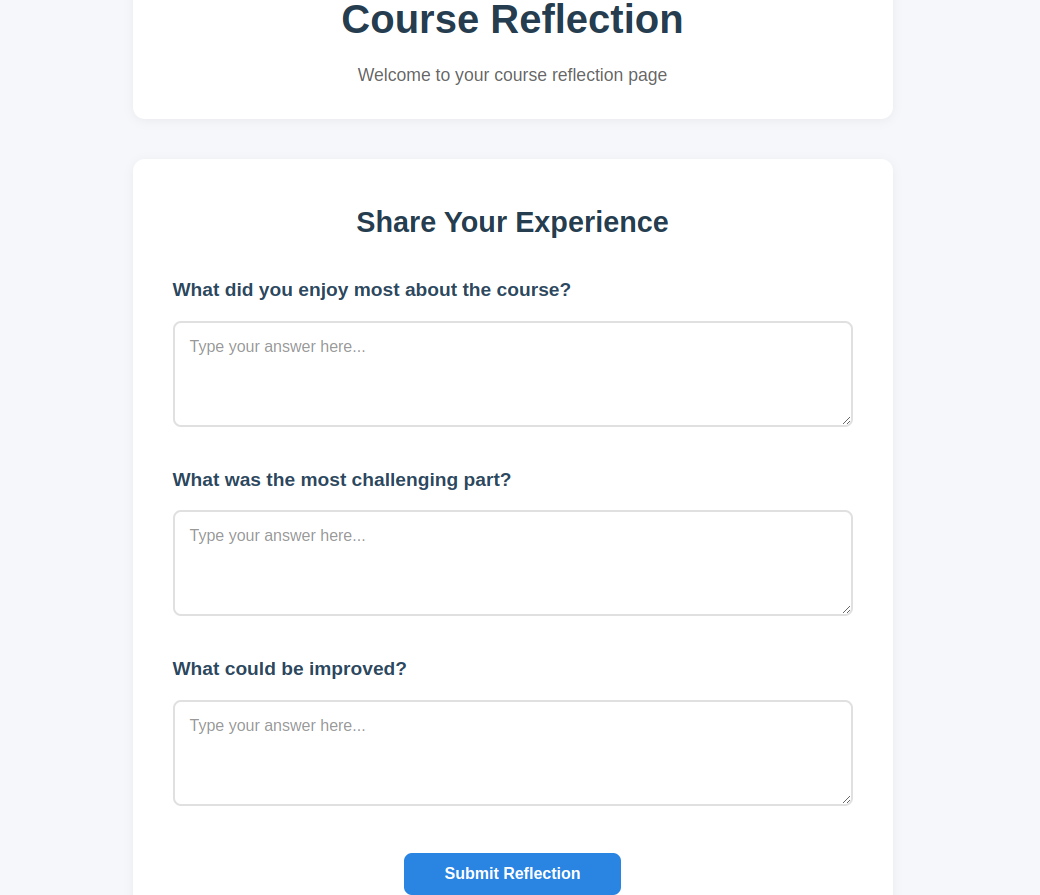 Course Reflection
Welcome to your course reflection page
Share Your Experience
What did you enjoy most about the course?
Type your answer here...
What was the most challenging part?
Type your answer here...
What could be improved?
Type your answer here...
Submit Reflection